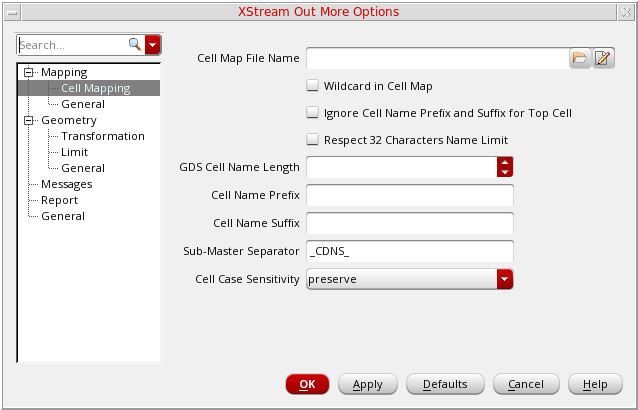 XStream Out More Options
Search...
Mapping
Cell Mapping
General
Geometry
Transformation
Limit
General
Messages
Report
General
Cell Map File Name
Wildcard in Cell Map
Ignore Cell Name Prefix and Suffix for Top Cell
Respect 32 Characters Name Limit
GDS Cell Name Length
Cell Name Prefix
Cell Name Suffix
Sub-Master Separator _CDNS_
Cell Case Sensitivity preserve
OK Apply Defaults Cancel Help